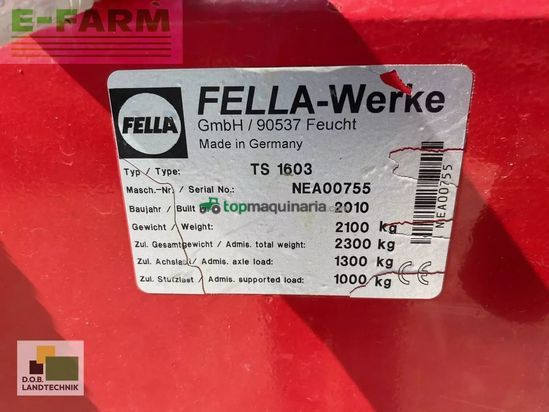 E-FARM
FELLA
FELLA-Werke
GmbH / 90537 Feucht
Made in Germany
Typ / Type: TS 1603
Masch.-Nr. / Serial No.: NEA00755
Baujahr / Built 2010
topmaquinaria.com
Gewicht / Weight: 2100 kg
Zul. Gesamtgewicht / Admis. total weight: 2300 kg
Zul. Achslast / Admis. axle load: 1300 kg
Zul. Stützlast / Admis. supported load: 1000 kg
CE
NEA00755
D.O.B.
LANDTECHNIK